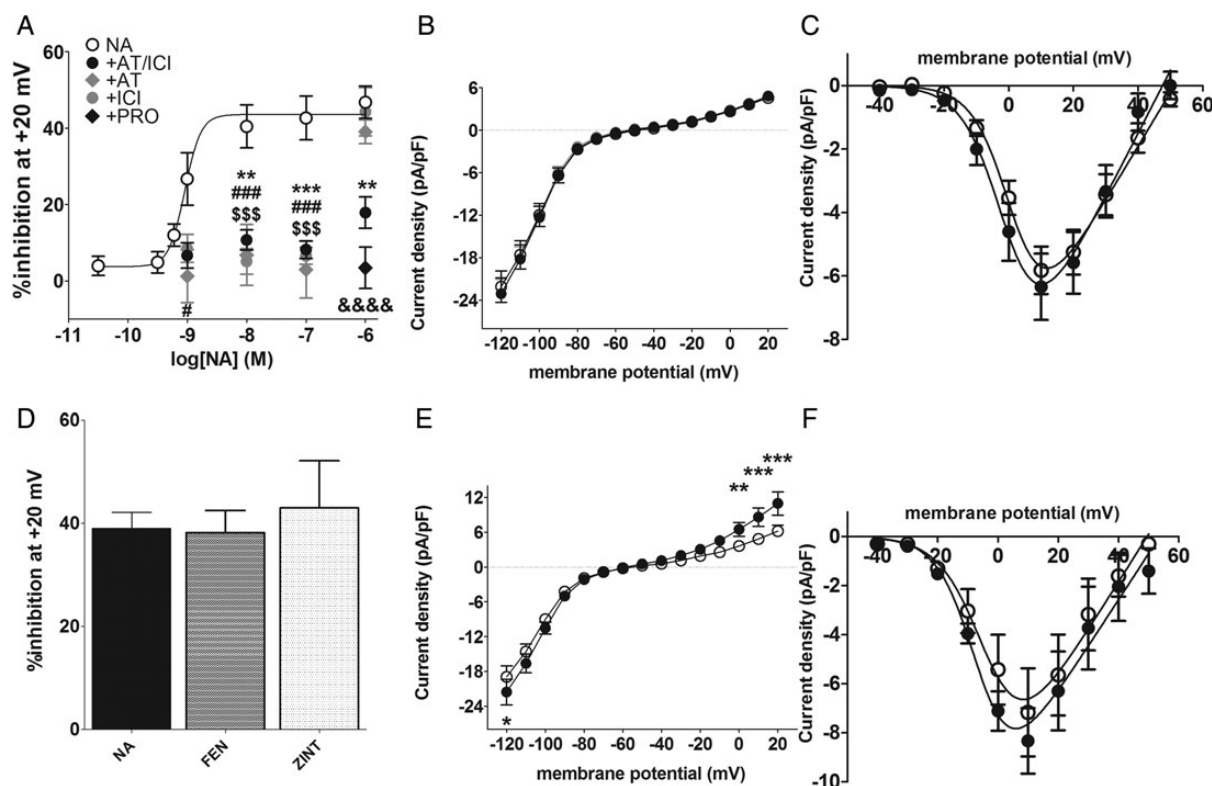 A
NA
+AT/ICI
+AT
+ICI
+PRO
60
40
20
0
%inhibition at +20 mV
**
###
$$$
***
###
$$$
**
#
&&&&
-11 -10 -9 -8 -7 -6
log[NA] (M)
B
6
0
-6
-12
-18
-24
Current density (pA/pF)
-120 -100 -80 -60 -40 -20 0 20
membrane potential (mV)
C
membrane potential (mV)
-40 -20 0 20 40 60
-2
-4
-6
-8
Current density (pA/pF)
D
60
40
20
0
%inhibition at +20 mV
NA FEN ZINT
E
12
6
0
-6
-12
-18
-24
Current density (pA/pF)
***
***
**
*
-120 -100 -80 -60 -40 -20 0 20
membrane potential (mV)
F
membrane potential (mV)
-40 -20 0 20 40 60
0
-2
-4
-6
-8
-10
Current density (pA/pF)